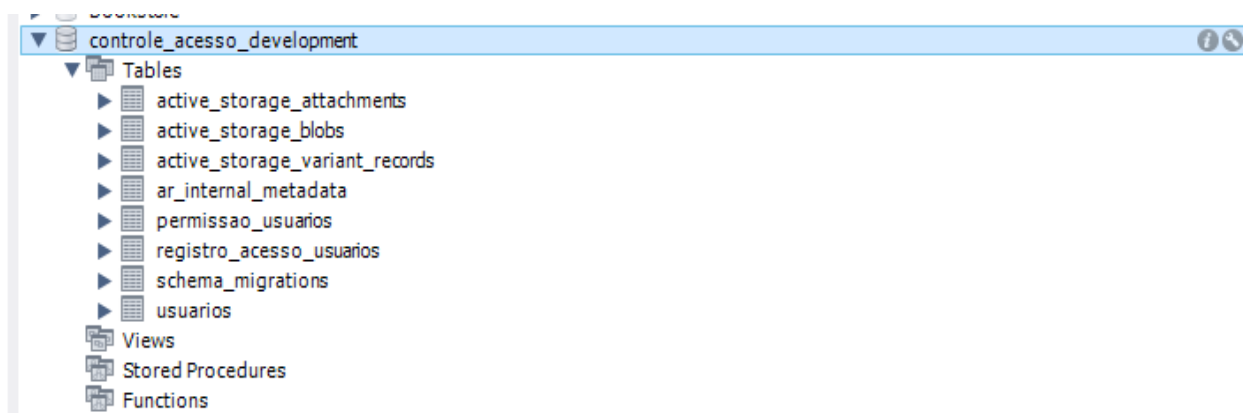 controle_acesso_development
Tables
active_storage_attachments
active_storage_blobs
active_storage_variant_records
ar_internal_metadata
permissao_usuarios
registro_acesso_usuarios
schema_migrations
usuarios
Views
Stored Procedures
Functions